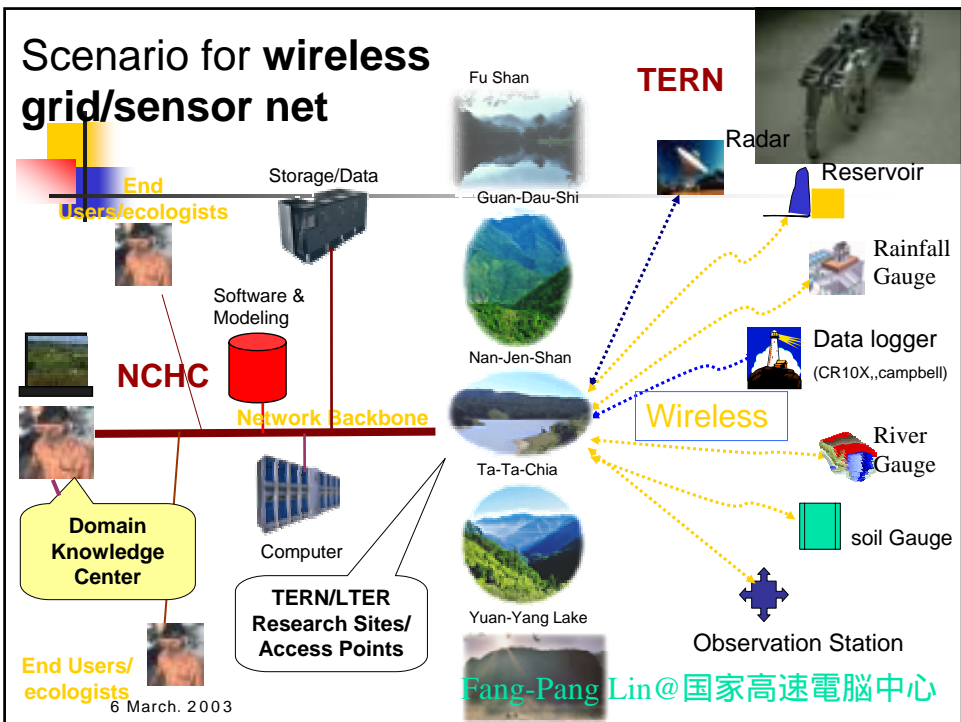 Scenario for wireless
grid/sensor net
Fu Shan
TERN
Radar
Reservoir
End
Users/ecologists
Storage/Data
Guan-Dau-Shi
Rainfall
Gauge
Software &
Modeling
Nan-Jen-Shan
Data logger
(CR10X,,campbell)
NCHC
Network Backbone
Wireless
Ta-Ta-Chia
River
Gauge
Domain
Knowledge
Center
Computer
soil Gauge
TERN/LTER
Research Sites/
Access Points
Yuan-Yang Lake
Observation Station
End Users/
ecologists
6 March. 2003
Fang-Pang Lin@国家高速電脳中心